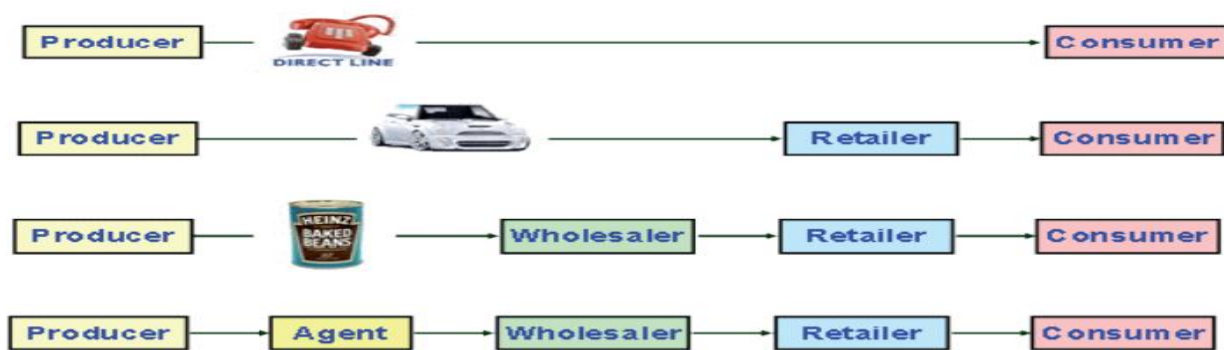 Producer Consumer
DIRECT LINE
Producer Retailer Consumer
HEINZ
BAKED
BEANS
Producer Wholesaler Retailer Consumer
Producer Agent Wholesaler Retailer Consumer